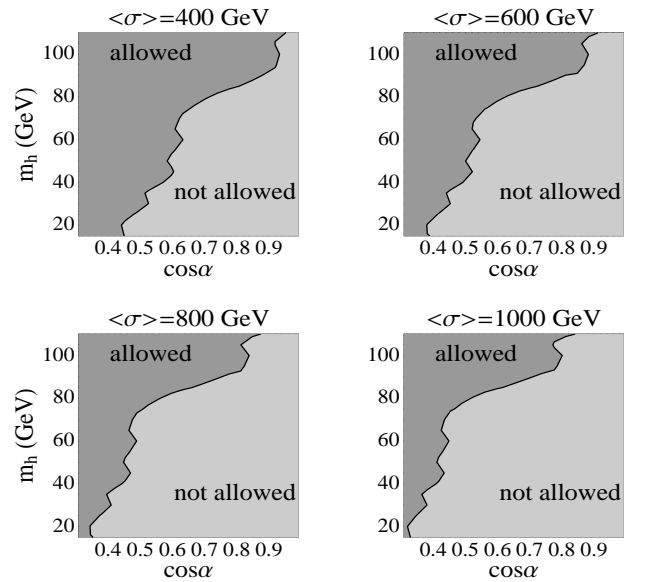 <σ>=400 GeV
<σ>=600 GeV
allowed
not allowed
100
80
60
40
20
m_h (GeV)
0.4 0.5 0.6 0.7 0.8 0.9
cosα
allowed
not allowed
100
80
60
40
20
0.4 0.5 0.6 0.7 0.8 0.9
cosα
<σ>=800 GeV
<σ>=1000 GeV
allowed
not allowed
100
80
60
40
20
m_h (GeV)
0.4 0.5 0.6 0.7 0.8 0.9
cosα
allowed
not allowed
100
80
60
40
20
0.4 0.5 0.6 0.7 0.8 0.9
cosα